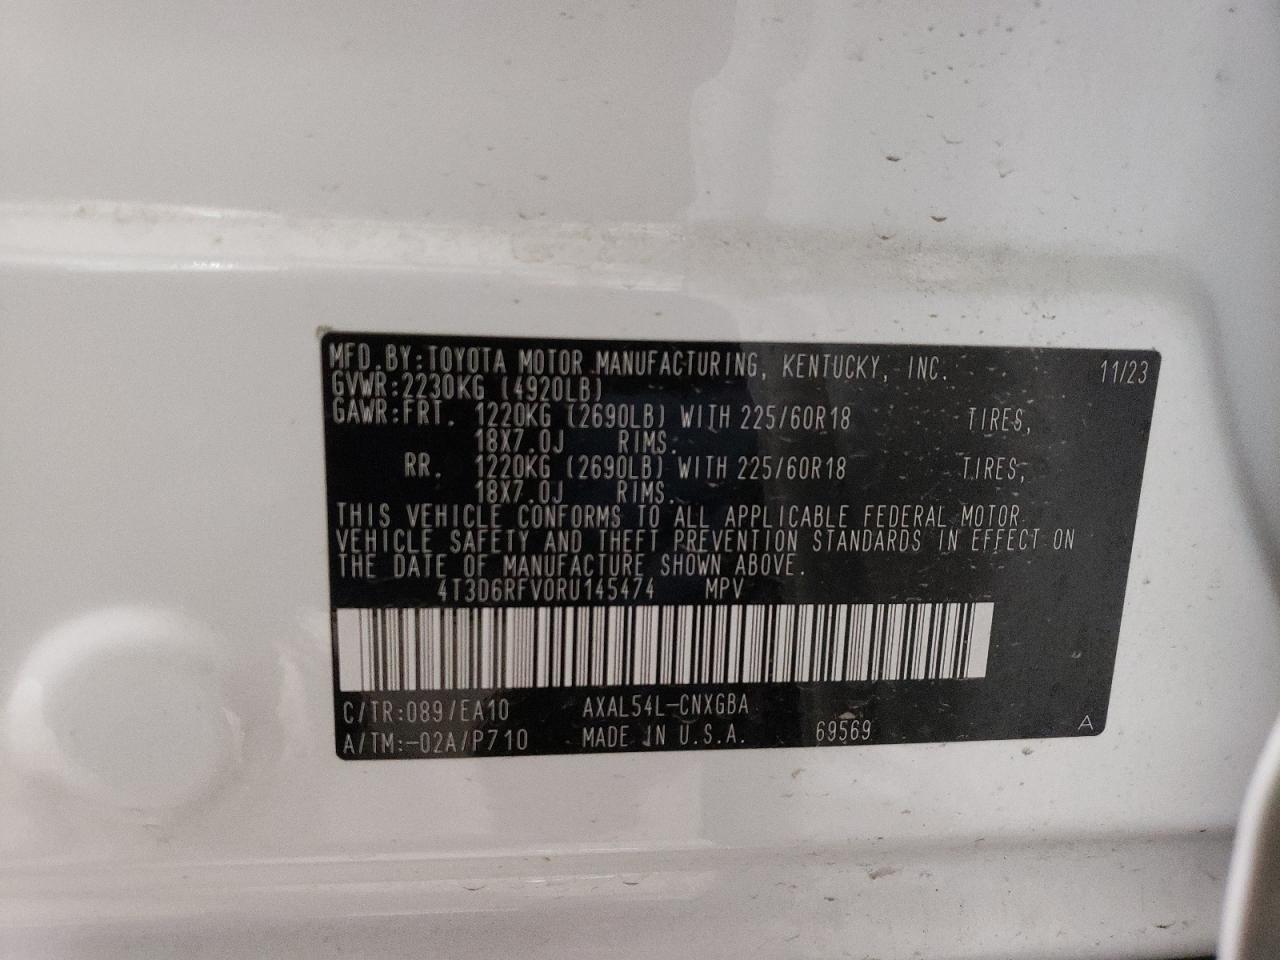 MFD.BY:TOYOTA MOTOR MANUFACTURING, KENTUCKY, INC. 11/23
GVWR:2230KG (4920LB)
GAWR:FRT. 1220KG (2690LB) WITH 225/60R18 TIRES,
18X7.0J RIMS.
RR. 1220KG (2690LB) WITH 225/60R18 TIRES,
18X7.0J RIMS.
THIS VEHICLE CONFORMS TO ALL APPLICABLE FEDERAL MOTOR
VEHICLE SAFETY AND THEFT PREVENTION STANDARDS IN EFFECT ON
THE DATE OF MANUFACTURE SHOWN ABOVE.
4T3D6RFV0RU145474 MPV
C/TR:089/EA10 AXAL54L-CNXGBA
A/TM:-02A/P710 MADE IN U.S.A. 69569 A